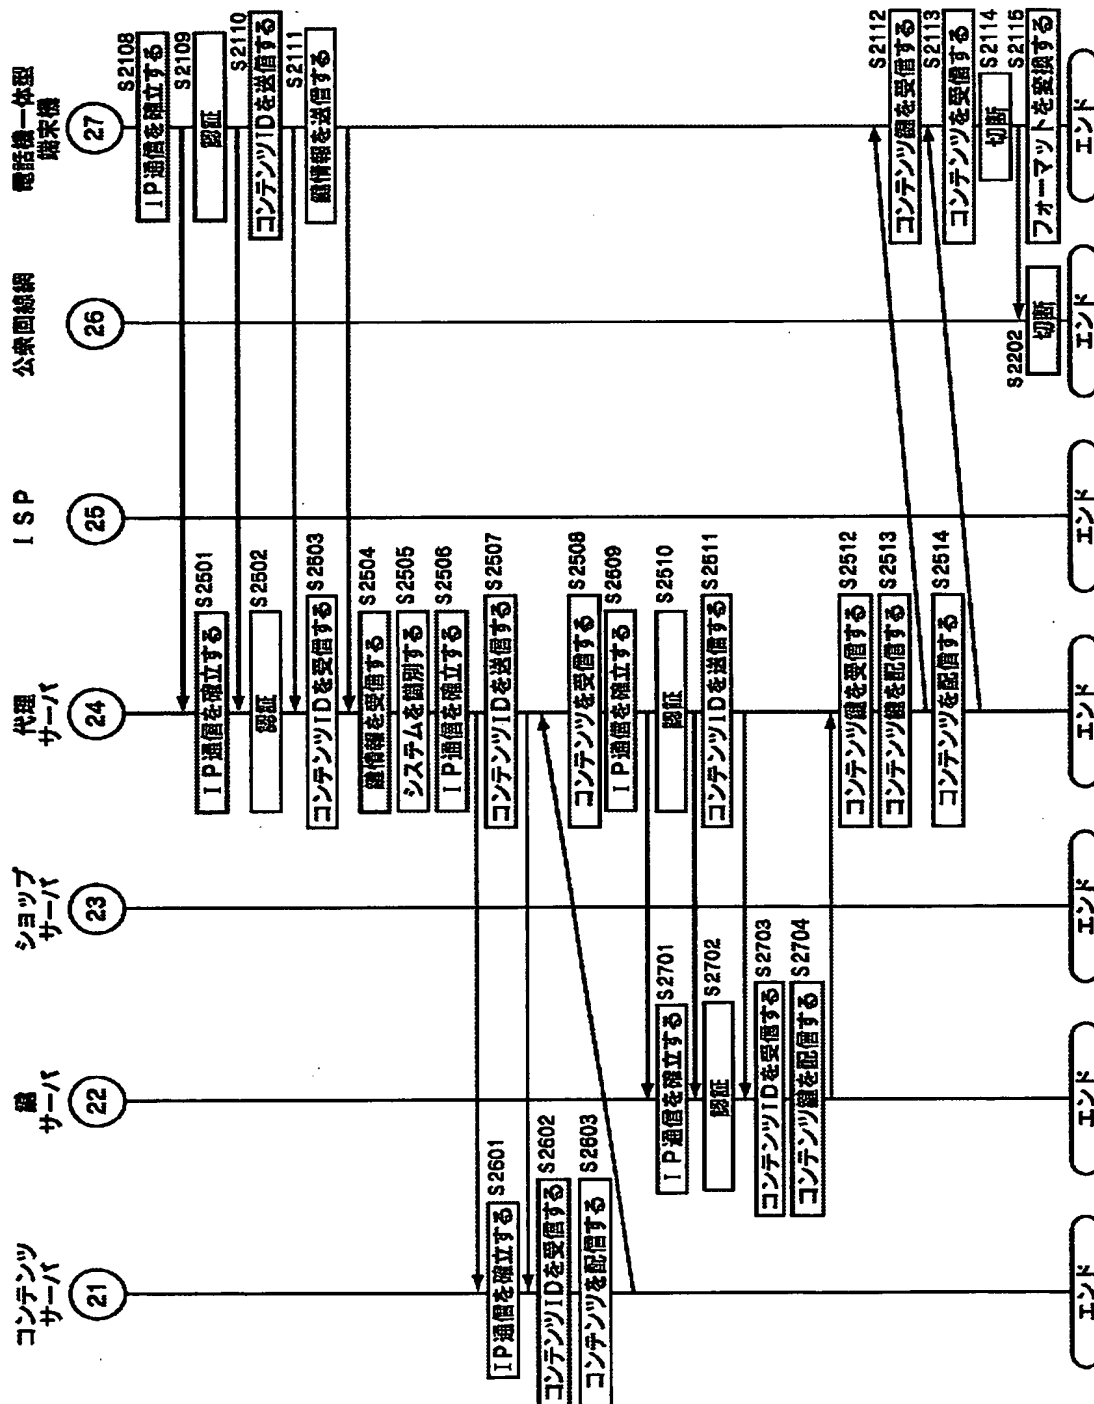 コンテンツ
サーバ
21
IP通信を確立する S2601
コンテンツIDを受信する S2602
コンテンツを配信する S2603
エンド
鍵
サーバ
22
IP通信を確立する S2701
認証 S2702
コンテンツIDを受信する S2703
コンテンツ鍵を配信する S2704
エンド
ショップ
サーバ
23
エンド
代理
サーバ
24
IP通信を確立する S2501
認証 S2502
コンテンツIDを受信する S2503
鍵情報を受信する S2504
システムを識別する S2505
IP通信を確立する S2506
コンテンツIDを送信する S2507
コンテンツを受信する S2508
IP通信を確立する S2509
認証 S2510
コンテンツIDを送信する S2511
コンテンツ鍵を受信する S2512
コンテンツ鍵を配信する S2513
コンテンツを配信する S2514
エンド
ISP
25
エンド
公衆回線網
26
S2202
切断
エンド
電話機一体型
端末機
27
S2108
IP通信を確立する
S2109
認証
S2110
コンテンツIDを送信する
S2111
鍵情報を送信する
S2112
コンテンツ鍵を受信する
S2113
コンテンツを受信する
S2114
切断
S2115
フォーマットを変換する
エンド